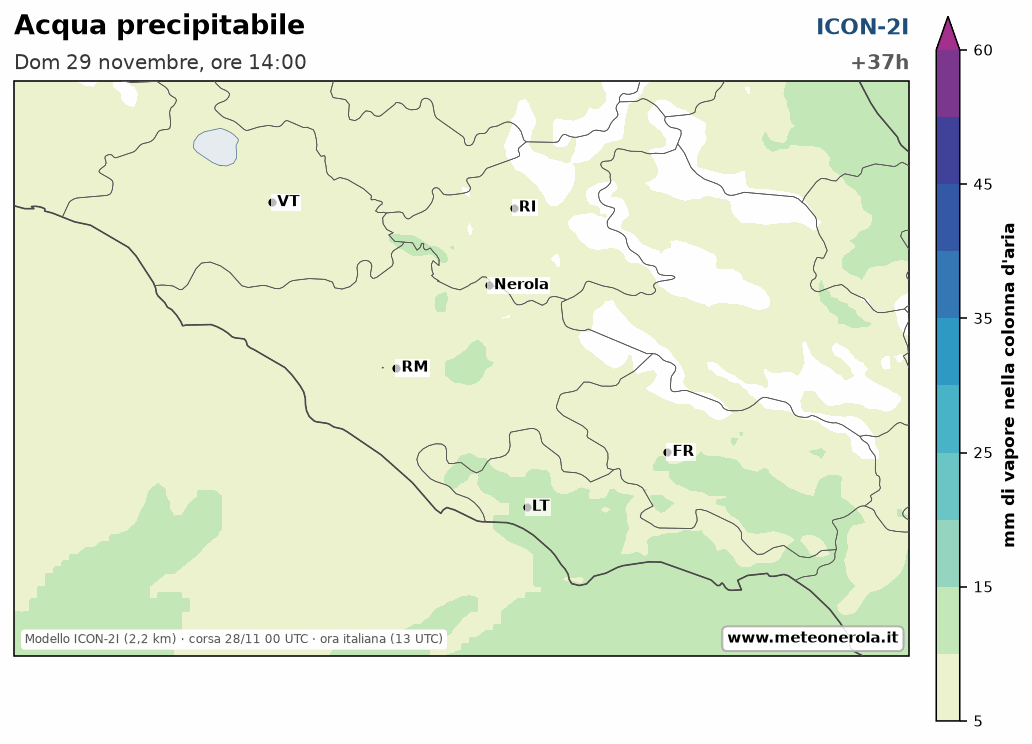 Acqua precipitabile
ICON-2I
Dom 29 novembre, ore 14:00
+37h
60
45
35
25
15
5
mm di vapore nella colonna d'aria
VT
RI
Nerola
RM
FR
LT
Modello ICON-2I (2,2 km) · corsa 28/11 00 UTC · ora italiana (13 UTC)
www.meteonerola.it